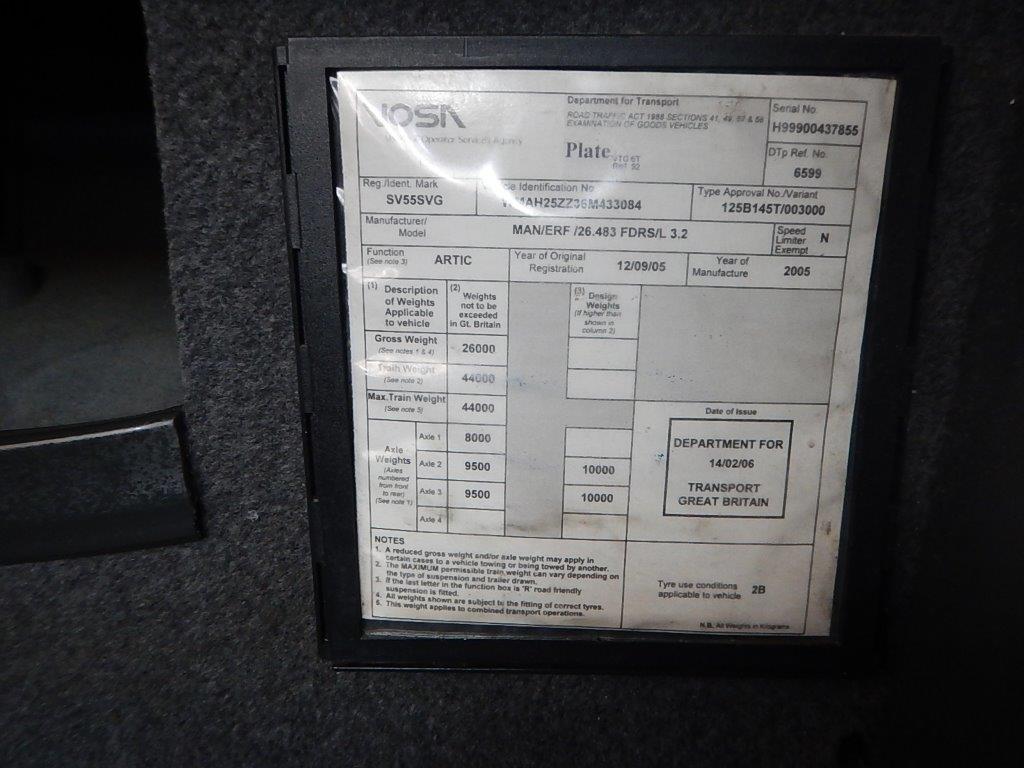 VOSA
Operator Services Agency
Department for Transport
ROAD TRAFFIC ACT 1988 SECTIONS 41, 49, 57 & 58
EXAMINATION OF GOODS VEHICLES
Plate VTG 6T
Ref. 52
Serial No.
H99900437855
DTp Ref. No.
6599
Reg./Ident. Mark
SV55SVG
Identification No
MAH25ZZ36M433084
Type Approval No./Variant
125B145T/003000
Manufacturer/
Model
MAN/ERF /26.483 FDRS/L 3.2
Speed
Limiter
Exempt
N
Function
(See note 3)
ARTIC
Year of Original
Registration
12/09/05
Year of
Manufacture
2005
(1) Description
of Weights
Applicable
to vehicle
(2) Weights
not to be
exceeded
in Gt. Britain
(3) Design
Weights
(if higher than
shown in
column 2)
Gross Weight
(See notes 1 & 4)
26000
Train Weight
(See note 2)
44000
Max.Train Weight
(See note 5)
44000
Axle
Weights
(Axles
numbered
from front
to rear)
(See note 1)
Axle 1
8000
Axle 2
9500
10000
Axle 3
9500
10000
Axle 4
Date of Issue
DEPARTMENT FOR
14/02/06
TRANSPORT
GREAT BRITAIN
NOTES
1. A reduced gross weight and/or axle weight may apply in
certain cases to a vehicle towing or being towed by another.
2. The MAXIMUM permissible train weight can vary depending on
the type of suspension and trailer drawn.
3. If the last letter in the function box is "R" road friendly
suspension is fitted.
4. All weights shown are subject to the fitting of correct tyres.
5. This weight applies to combined transport operations.
Tyre use conditions
applicable to vehicle
2B
N.B. All Weights in Kilograms